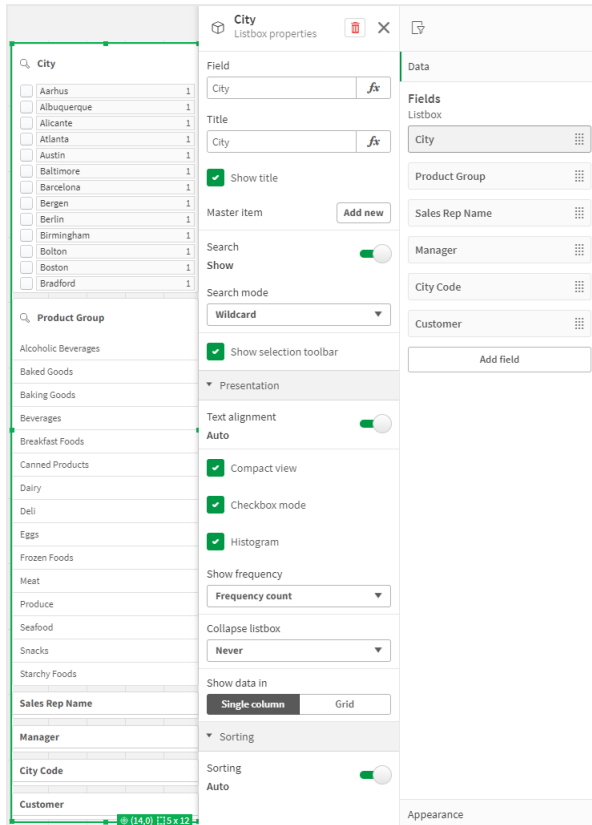 City
Aarhus 1
Albuquerque 1
Alicante 1
Atlanta 1
Austin 1
Baltimore 1
Barcelona 1
Bergen 1
Berlin 1
Birmingham 1
Bolton 1
Boston 1
Bradford 1
Product Group
Alcoholic Beverages
Baked Goods
Baking Goods
Beverages
Breakfast Foods
Canned Products
Dairy
Deli
Eggs
Frozen Foods
Meat
Produce
Seafood
Snacks
Starchy Foods
Sales Rep Name
Manager
City Code
Customer
(14,0) 5 x 12
City
Listbox properties
Field
City fx
Title
City fx
Show title
Master item Add new
Search
Show
Search mode
Wildcard
Show selection toolbar
Presentation
Text alignment
Auto
Compact view
Checkbox mode
Histogram
Show frequency
Frequency count
Collapse listbox
Never
Show data in
Single column Grid
Sorting
Sorting
Auto
Data
Fields
Listbox
City
Product Group
Sales Rep Name
Manager
City Code
Customer
Add field
Appearance